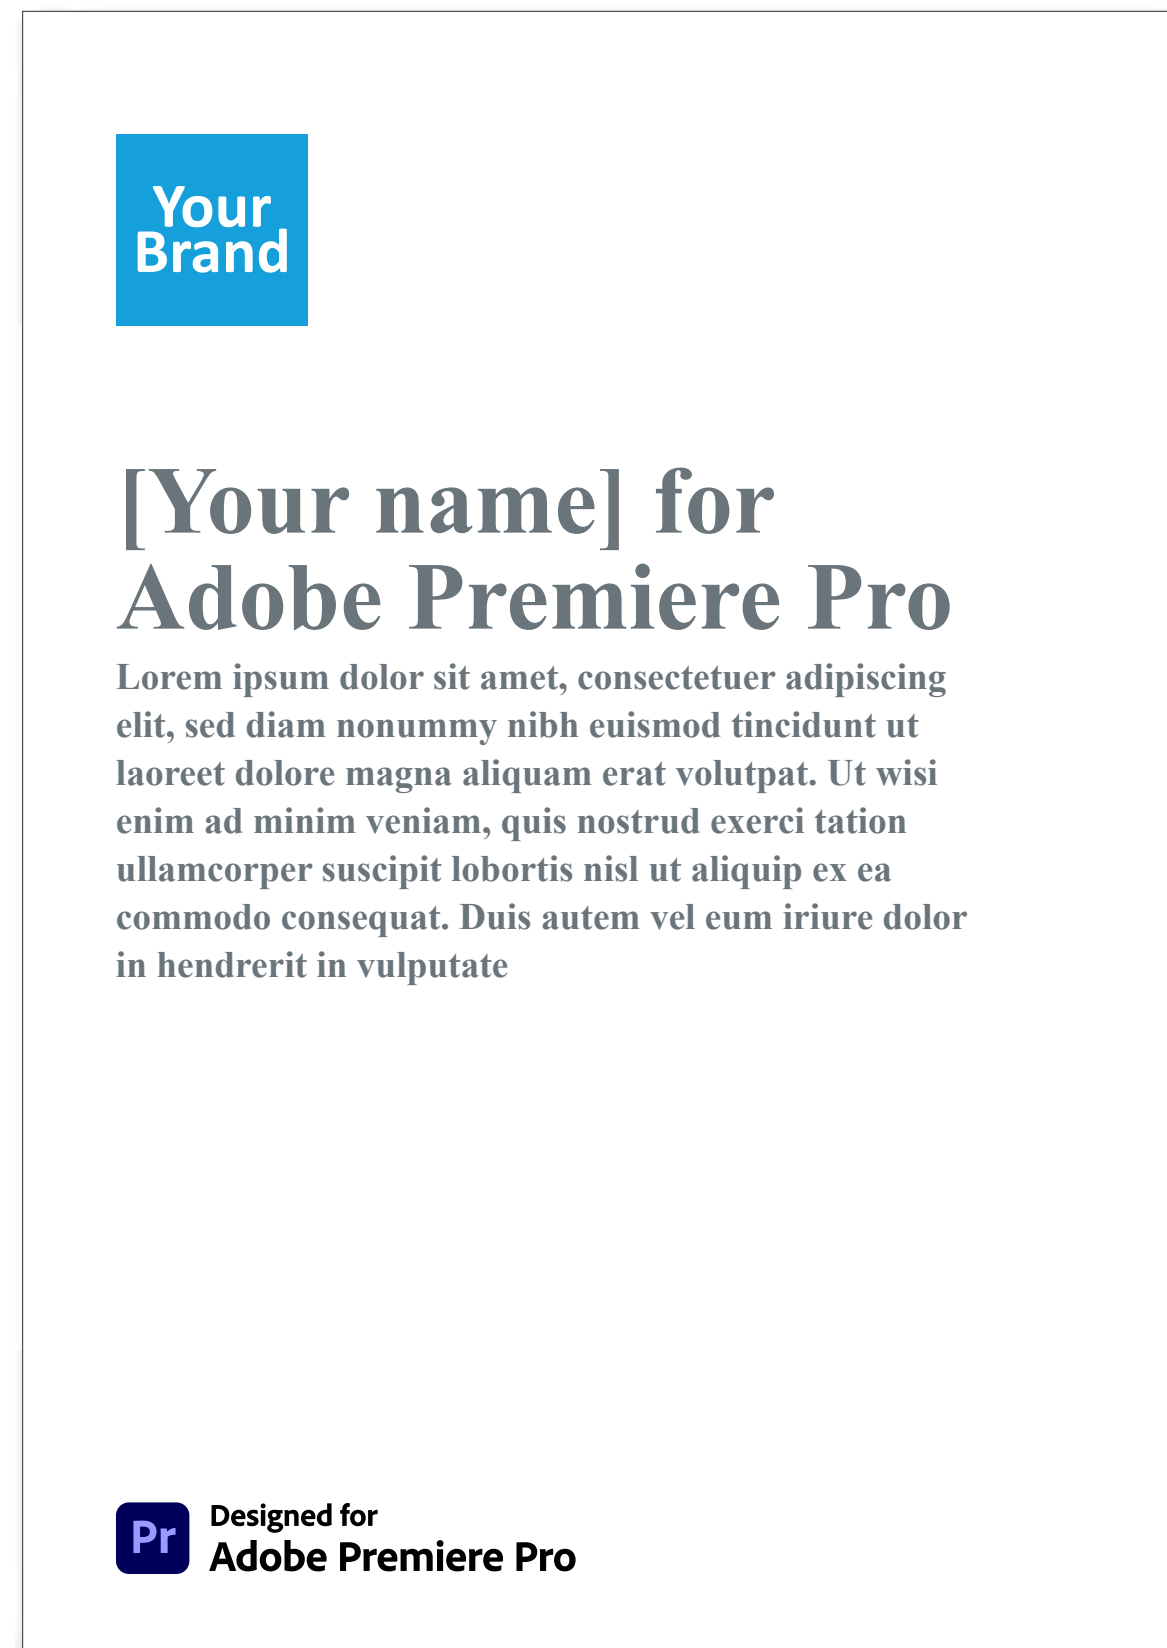 Your
Brand
[Your name] for
Adobe Premiere Pro
Lorem ipsum dolor sit amet, consectetuer adipiscing
elit, sed diam nonummy nibh euismod tincidunt ut
laoreet dolore magna aliquam erat volutpat. Ut wisi
enim ad minim veniam, quis nostrud exerci tation
ullamcorper suscipit lobortis nisl ut aliquip ex ea
commodo consequat. Duis autem vel eum iriure dolor
in hendrerit in vulputate
Pr
Designed for
Adobe Premiere Pro